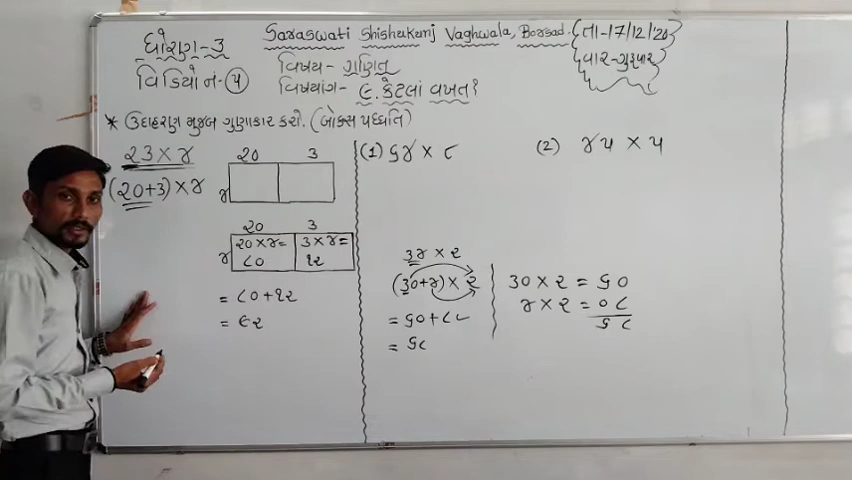 ધોરણ-૩
Saraswati Shishukunj Vaghwala, Borsad.
તા-17/12/20
વિડિયો નં-૫
વિષય- ગણિત
વાર-ગુરૂવાર
વિષયાંગ- ૯. કેટલાં વખત?
* ઉદાહરણ મુજબ ગુણાકાર કરો. (બોક્સ પધ્ધતિ)
૨૩ × ૪
૨૦ ૩
(1) ૬૪ × ૮
(2) ૪૫ × ૫
(૨૦+૩) × ૪
૪
૨૦ ૩
૪ ૨૦ × ૪ = ૩ × ૪ =
૮૦ ૧૨
= ૮૦+૧૨
= ૯૨
૩૪ × ૨
(૩૦+૪) × ૨
= ૬૦+૮
= ૬૮
૩૦ × ૨ = ૬૦
૪ × ૨ = ૦૮
૬૮